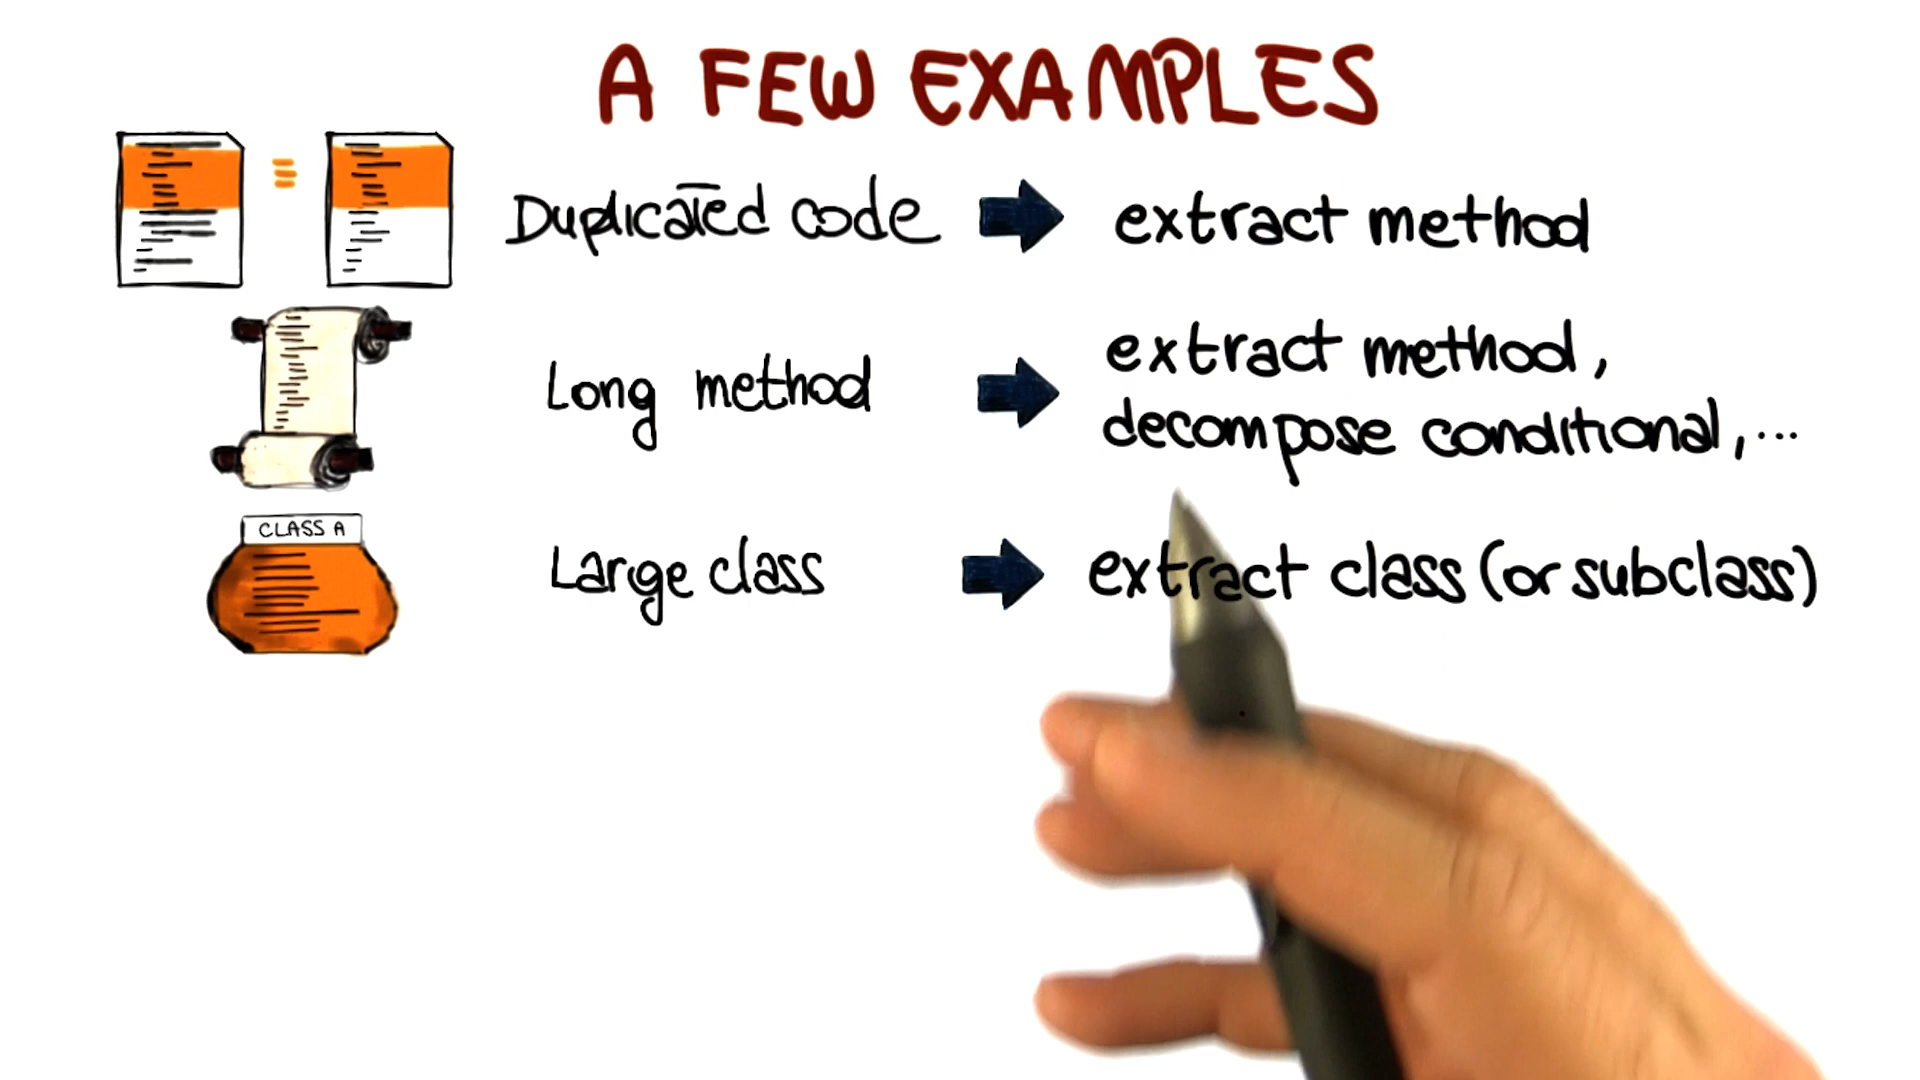 A FEW EXAMPLES
Duplicated code extract method
Long method extract method,
decompose conditional, ...
CLASS A
Large class extract class (or subclass)